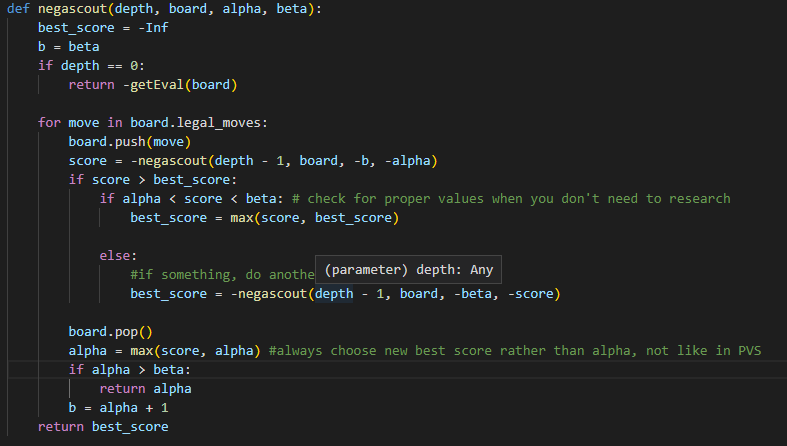 def negascout(depth, board, alpha, beta):
    best_score = -Inf
    b = beta
    if depth == 0:
        return -getEval(board)

    for move in board.legal_moves:
        board.push(move)
        score = -negascout(depth - 1, board, -b, -alpha)
        if score > best_score:
            if alpha < score < beta: # check for proper values when you don't need to research
                best_score = max(score, best_score)

            else:
                #if something, do anothe
(parameter) depth: Any
                best_score = -negascout(depth - 1, board, -beta, -score)

        board.pop()
        alpha = max(score, alpha) #always choose new best score rather than alpha, not like in PVS
        if alpha > beta:
            return alpha
        b = alpha + 1
    return best_score